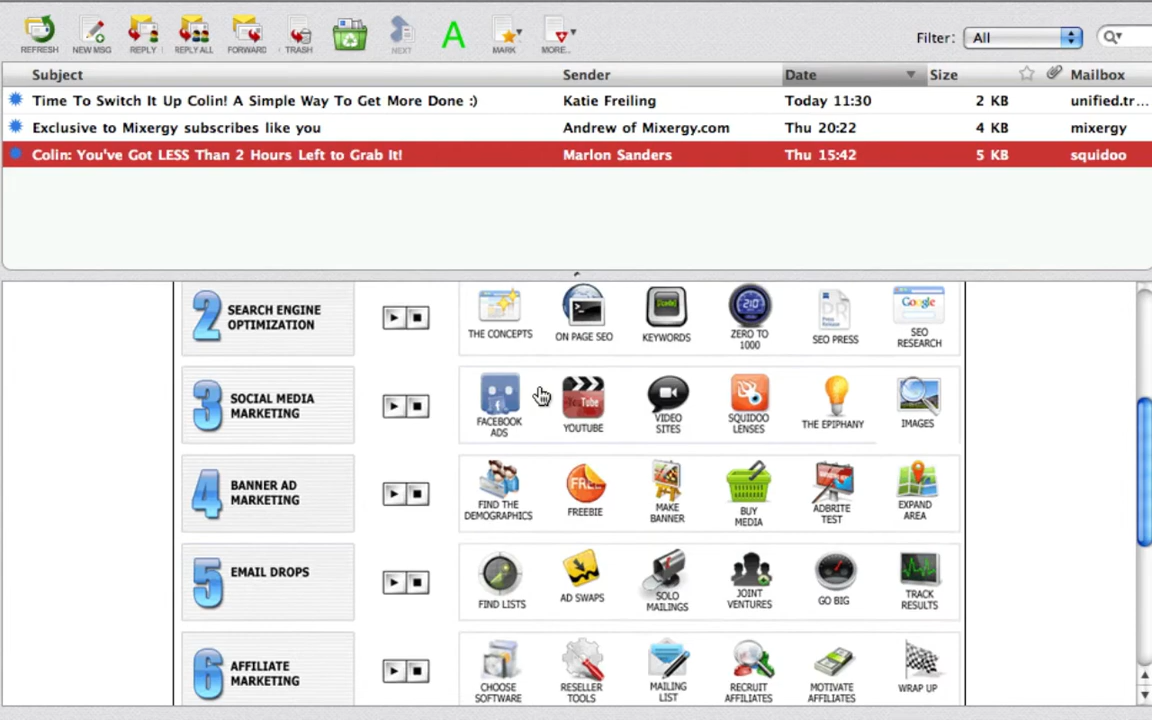 REFRESH NEW MSG REPLY REPLY ALL FORWARD TRASH NEXT A MARK MORE... Filter: All
Subject Sender Date Size Mailbox
Time To Switch It Up Colin! A Simple Way To Get More Done :) Katie Freiling Today 11:30 2 KB unified.tr...
Exclusive to Mixergy subscribes like you Andrew of Mixergy.com Thu 20:22 4 KB mixergy
Colin: You've Got LESS Than 2 Hours Left to Grab It! Marlon Sanders Thu 15:42 5 KB squidoo
2 SEARCH ENGINE
OPTIMIZATION
THE CONCEPTS
ON PAGE SEO
KEYWORDS
210
ZERO TO
1000
PRESS
SEO PRESS
Google
SEO
RESEARCH
3 SOCIAL MEDIA
MARKETING
FACEBOOK
ADS
YouTube
YOUTUBE
VIDEO
SITES
SQUIDOO
LENSES
THE EPIPHANY
IMAGES
4 BANNER AD
MARKETING
FIND THE
DEMOGRAPHICS
FREE
FREEBIE
MAKE
BANNER
BUY
MEDIA
ADBRITE
TEST
EXPAND
AREA
5 EMAIL DROPS
FIND LISTS
AD SWAPS
SOLO
MAILINGS
JOINT
VENTURES
GO BIG
TRACK
RESULTS
6 AFFILIATE
MARKETING
CHOOSE
SOFTWARE
RESELLER
TOOLS
MAILING
LIST
RECRUIT
AFFILIATES
MOTIVATE
AFFILIATES
WRAP UP